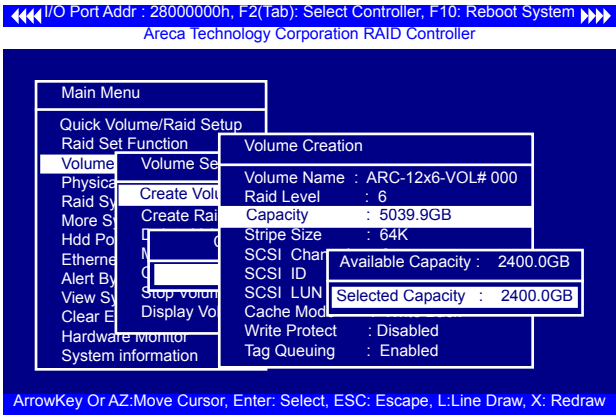 I/O Port Addr : 28000000h, F2(Tab): Select Controller, F10: Reboot System
Areca Technology Corporation RAID Controller
Main Menu
Quick Volume/Raid Setup
Raid Set Function
Volume
Physica
Raid Sy
More S
Hdd Po
Etherne
Alert By
View Sy
Clear E
Hardware Monitor
System information
Volume Se
Create Volu
Create Rai
Stop Volum
Display Vo
Volume Creation
Volume Name : ARC-12x6-VOL# 000
Raid Level : 6
Capacity : 5039.9GB
Stripe Size : 64K
SCSI Chan
SCSI ID
SCSI LUN
Cache Mode
Write Protect : Disabled
Tag Queuing : Enabled
Available Capacity : 2400.0GB
Selected Capacity : 2400.0GB
ArrowKey Or AZ:Move Cursor, Enter: Select, ESC: Escape, L:Line Draw, X: Redraw